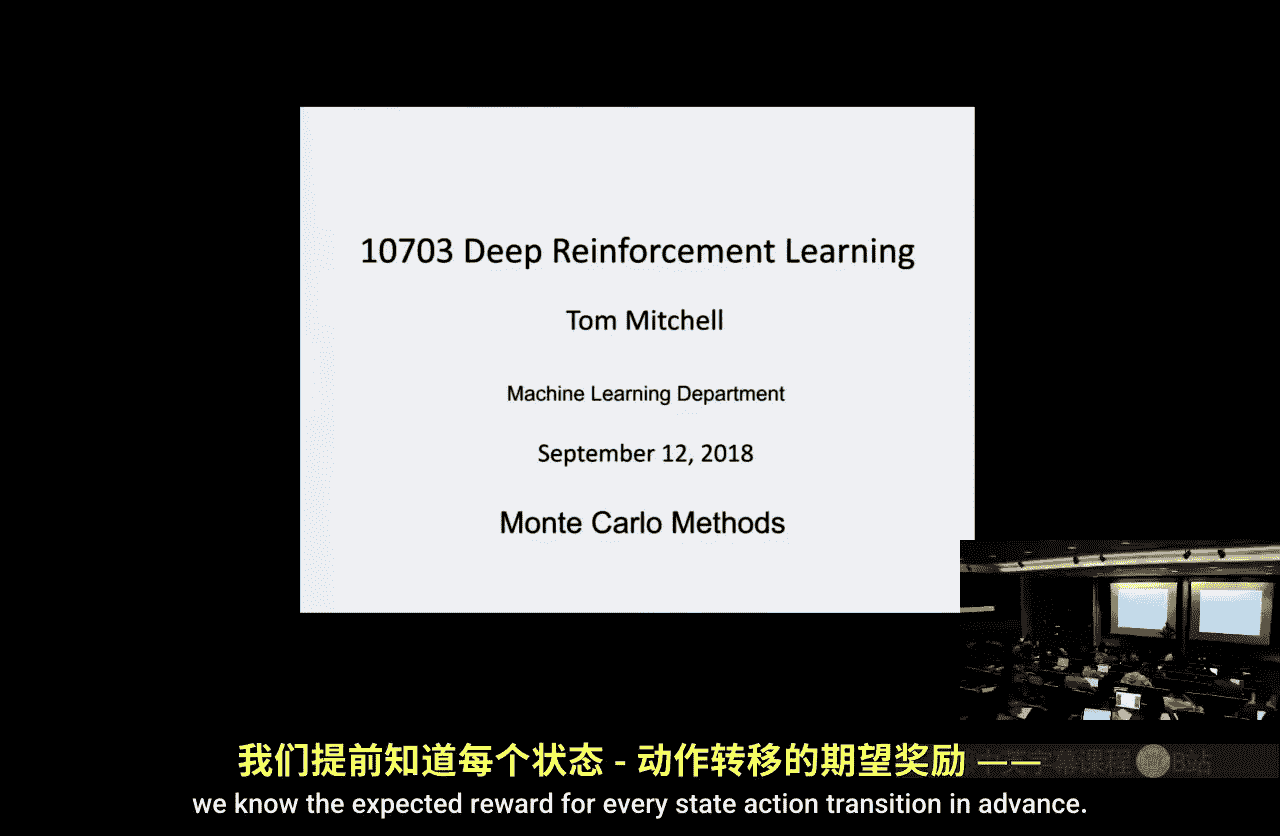 10703 Deep Reinforcement Learning
Tom Mitchell
Machine Learning Department
September 12, 2018
Monte Carlo Methods
我们提前知道每个状态 - 动作转移的期望奖励 ——
we know the expected reward for every state action transition in advance.